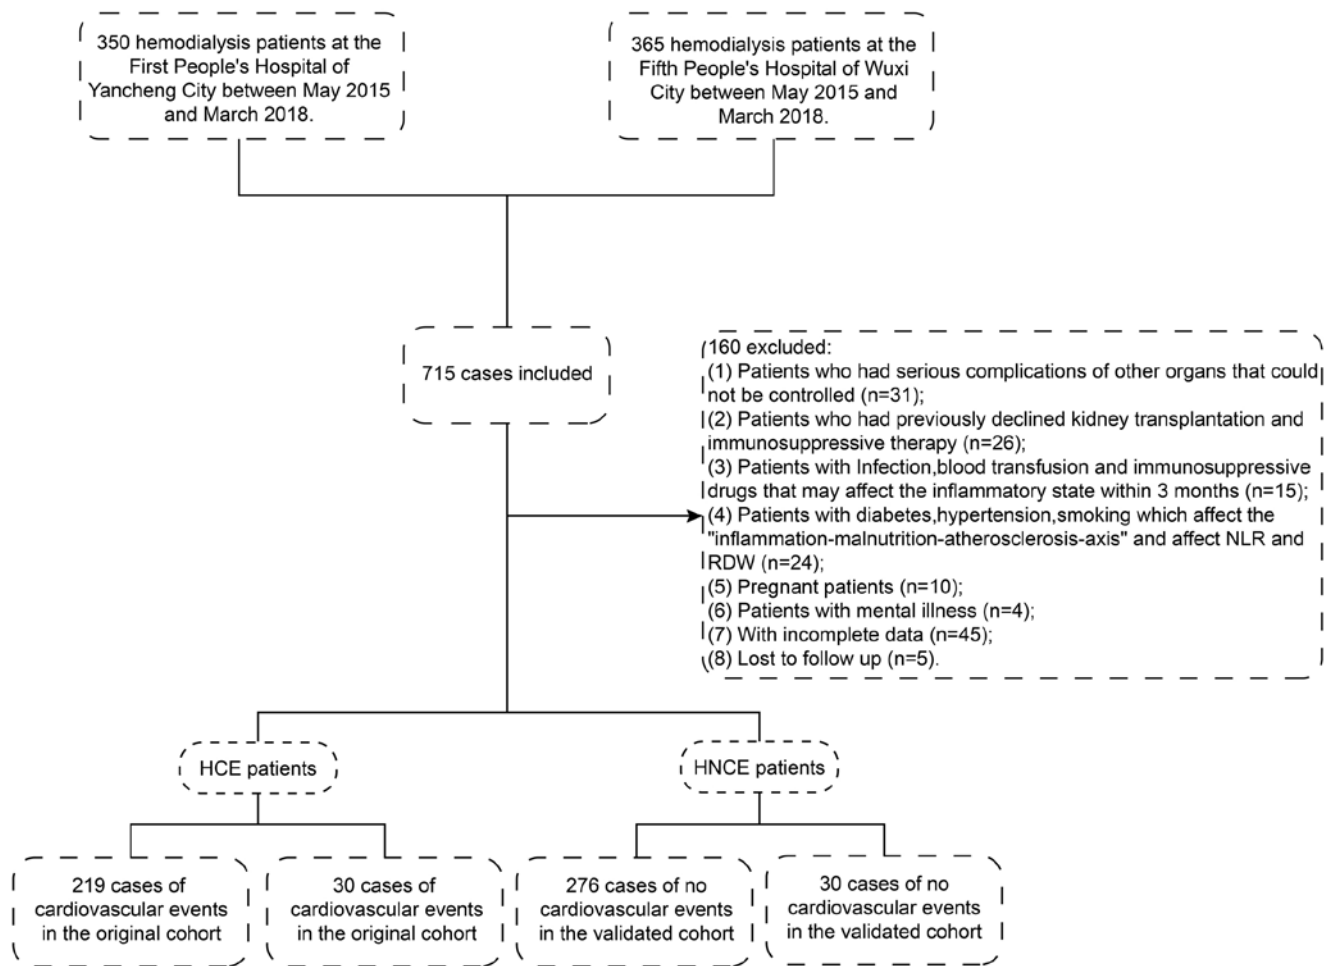 350 hemodialysis patients at the
First People's Hospital of
Yancheng City between May 2015
and March 2018.
365 hemodialysis patients at the
Fifth People's Hospital of Wuxi
City between May 2015 and
March 2018.
715 cases included
160 excluded:
(1) Patients who had serious complications of other organs that could
not be controlled (n=31);
(2) Patients who had previously declined kidney transplantation and
immunosuppressive therapy (n=26);
(3) Patients with Infection,blood transfusion and immunosuppressive
drugs that may affect the inflammatory state within 3 months (n=15);
(4) Patients with diabetes,hypertension,smoking which affect the
"inflammation-malnutrition-atherosclerosis-axis" and affect NLR and
RDW (n=24);
(5) Pregnant patients (n=10);
(6) Patients with mental illness (n=4);
(7) With incomplete data (n=45);
(8) Lost to follow up (n=5).
HCE patients
HNCE patients
219 cases of
cardiovascular events
in the original cohort
30 cases of
cardiovascular events
in the original cohort
276 cases of no
cardiovascular events
in the validated cohort
30 cases of no
cardiovascular events
in the validated cohort